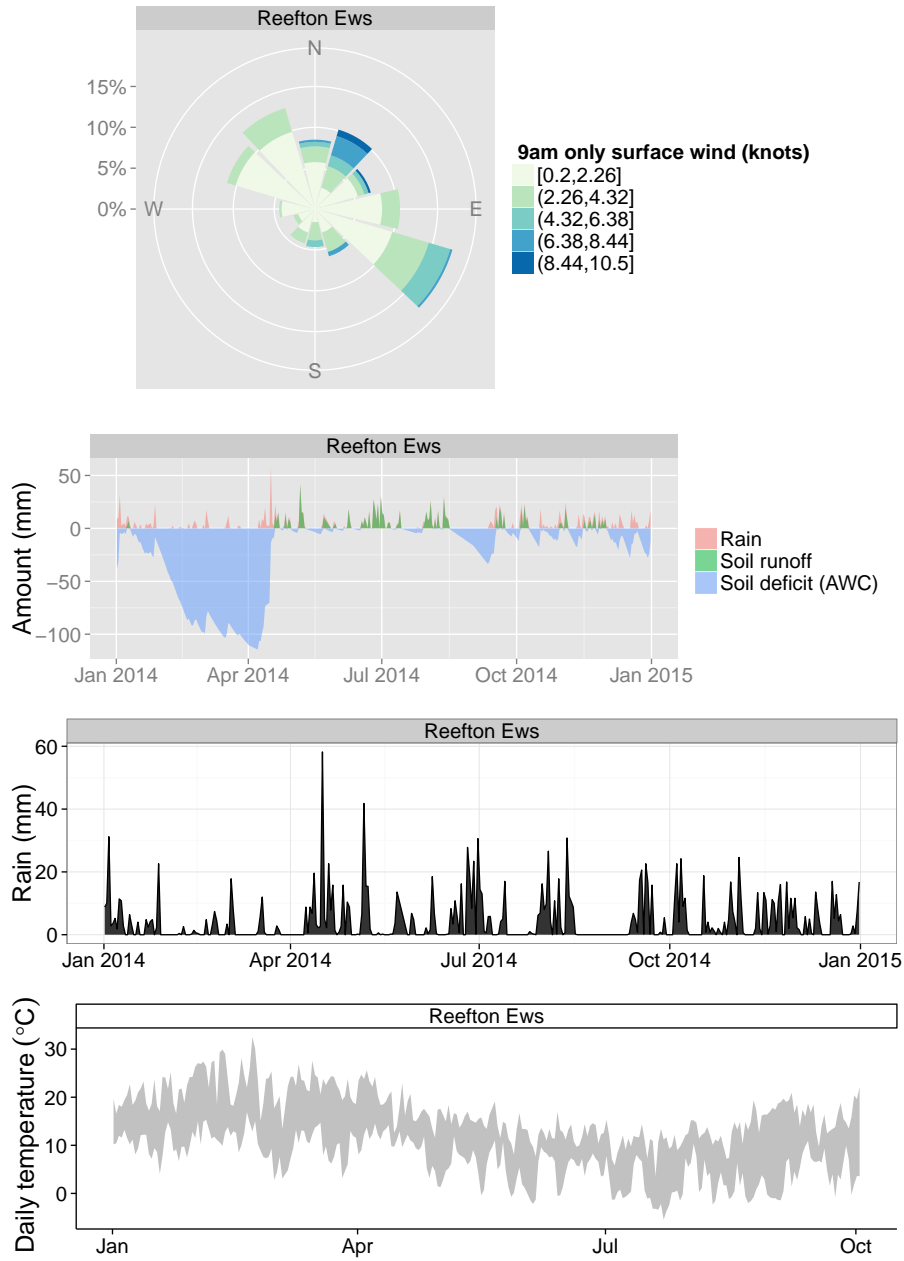 Reefton Ews
N
15%
10%
5%
0%
W
E
S
9am only surface wind (knots)
[0.2,2.26]
(2.26,4.32]
(4.32,6.38]
(6.38,8.44]
(8.44,10.5]
Reefton Ews
Amount (mm)
50
0
−50
−100
Jan 2014 Apr 2014 Jul 2014 Oct 2014 Jan 2015
Rain
Soil runoff
Soil deficit (AWC)
Reefton Ews
Rain (mm)
60
40
20
0
Jan 2014 Apr 2014 Jul 2014 Oct 2014 Jan 2015
Reefton Ews
Daily temperature (°C)
30
20
10
0
Jan Apr Jul Oct